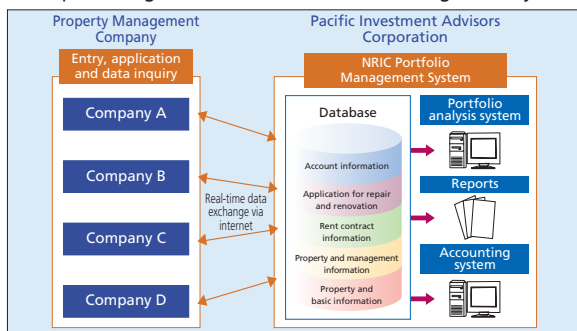 Property Management
Company
Pacific Investment Advisors
Corporation
Entry, application
and data inquiry
Company A
Company B
Company C
Company D
Real-time data
exchange via
internet
NRIC Portfolio
Management System
Database
Account information
Application for repair
and renovation
Rent contract
information
Property and management
information
Property and
basic information
Portfolio
analysis system
Reports
Accounting
system